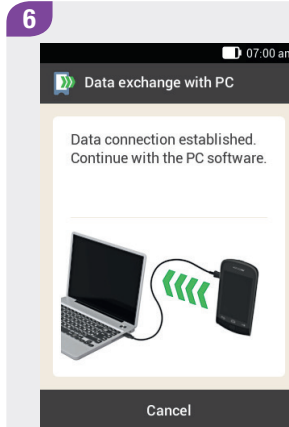 6
07:00 am
Data exchange with PC
Data connection established.
Continue with the PC software.
Cancel